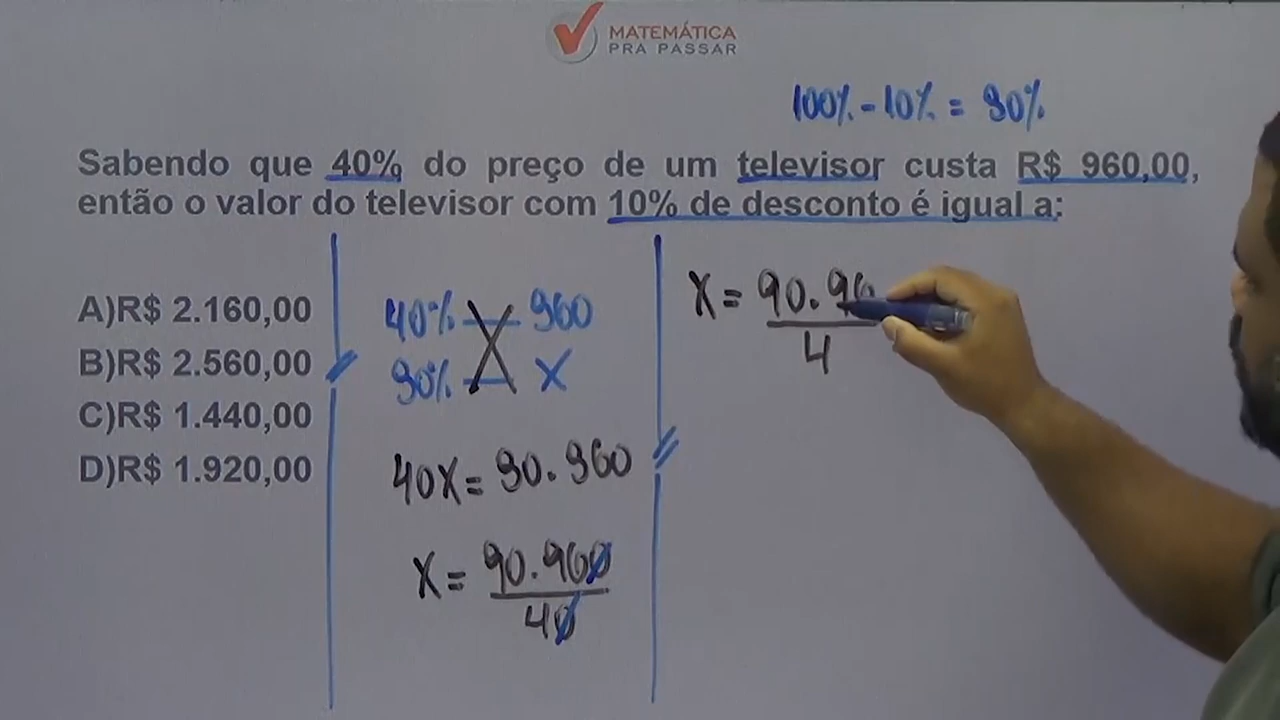 MATEMÁTICA
PRA PASSAR
100% - 10% = 90%
Sabendo que 40% do preço de um televisor custa R$ 960,00,
então o valor do televisor com 10% de desconto é igual a:
A)R$ 2.160,00
B)R$ 2.560,00
C)R$ 1.440,00
D)R$ 1.920,00
40% 960
90% X
40X = 90.960
X = 90.960
40
X = 90.96
4